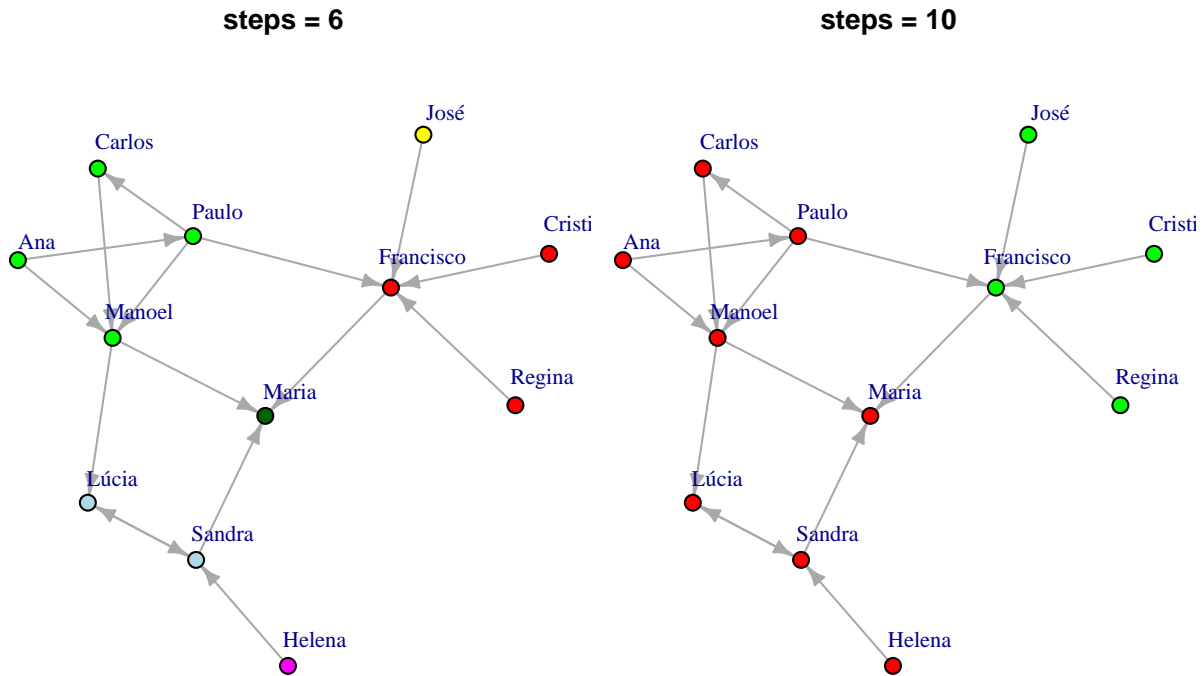 steps = 6
José
Carlos
Paulo
Cristi
Ana
Francisco
Manoel
Regina
Maria
Lúcia
Sandra
Helena
steps = 10
José
Carlos
Paulo
Cristi
Ana
Francisco
Manoel
Regina
Maria
Lúcia
Sandra
Helena